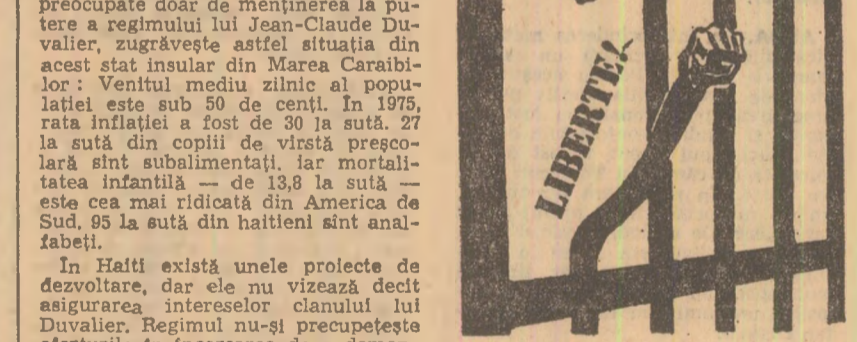 preocupate doar de menținerea la pu-
tere a regimului lui Jean-Claude Du-
valier, zugrăvește astfel situația din
acest stat insular din Marea Caraibi-
lor : Venitul mediu zilnic al popu-
lației este sub 50 de cenți. În 1975,
rata inflației a fost de 30 la sută. 27
la sută din copiii de vîrstă preșco-
lară sînt subalimentați, iar mortali-
tatea infantilă — de 13,8 la sută —
este cea mai ridicată din America de
Sud. 95 la sută din haitieni sînt anal-
fabeți.
În Haiti există unele proiecte de
dezvoltare, dar ele nu vizează decît
asigurarea intereselor clanului lui
Duvalier. Regimul nu-și precupețește
LIBERTE!